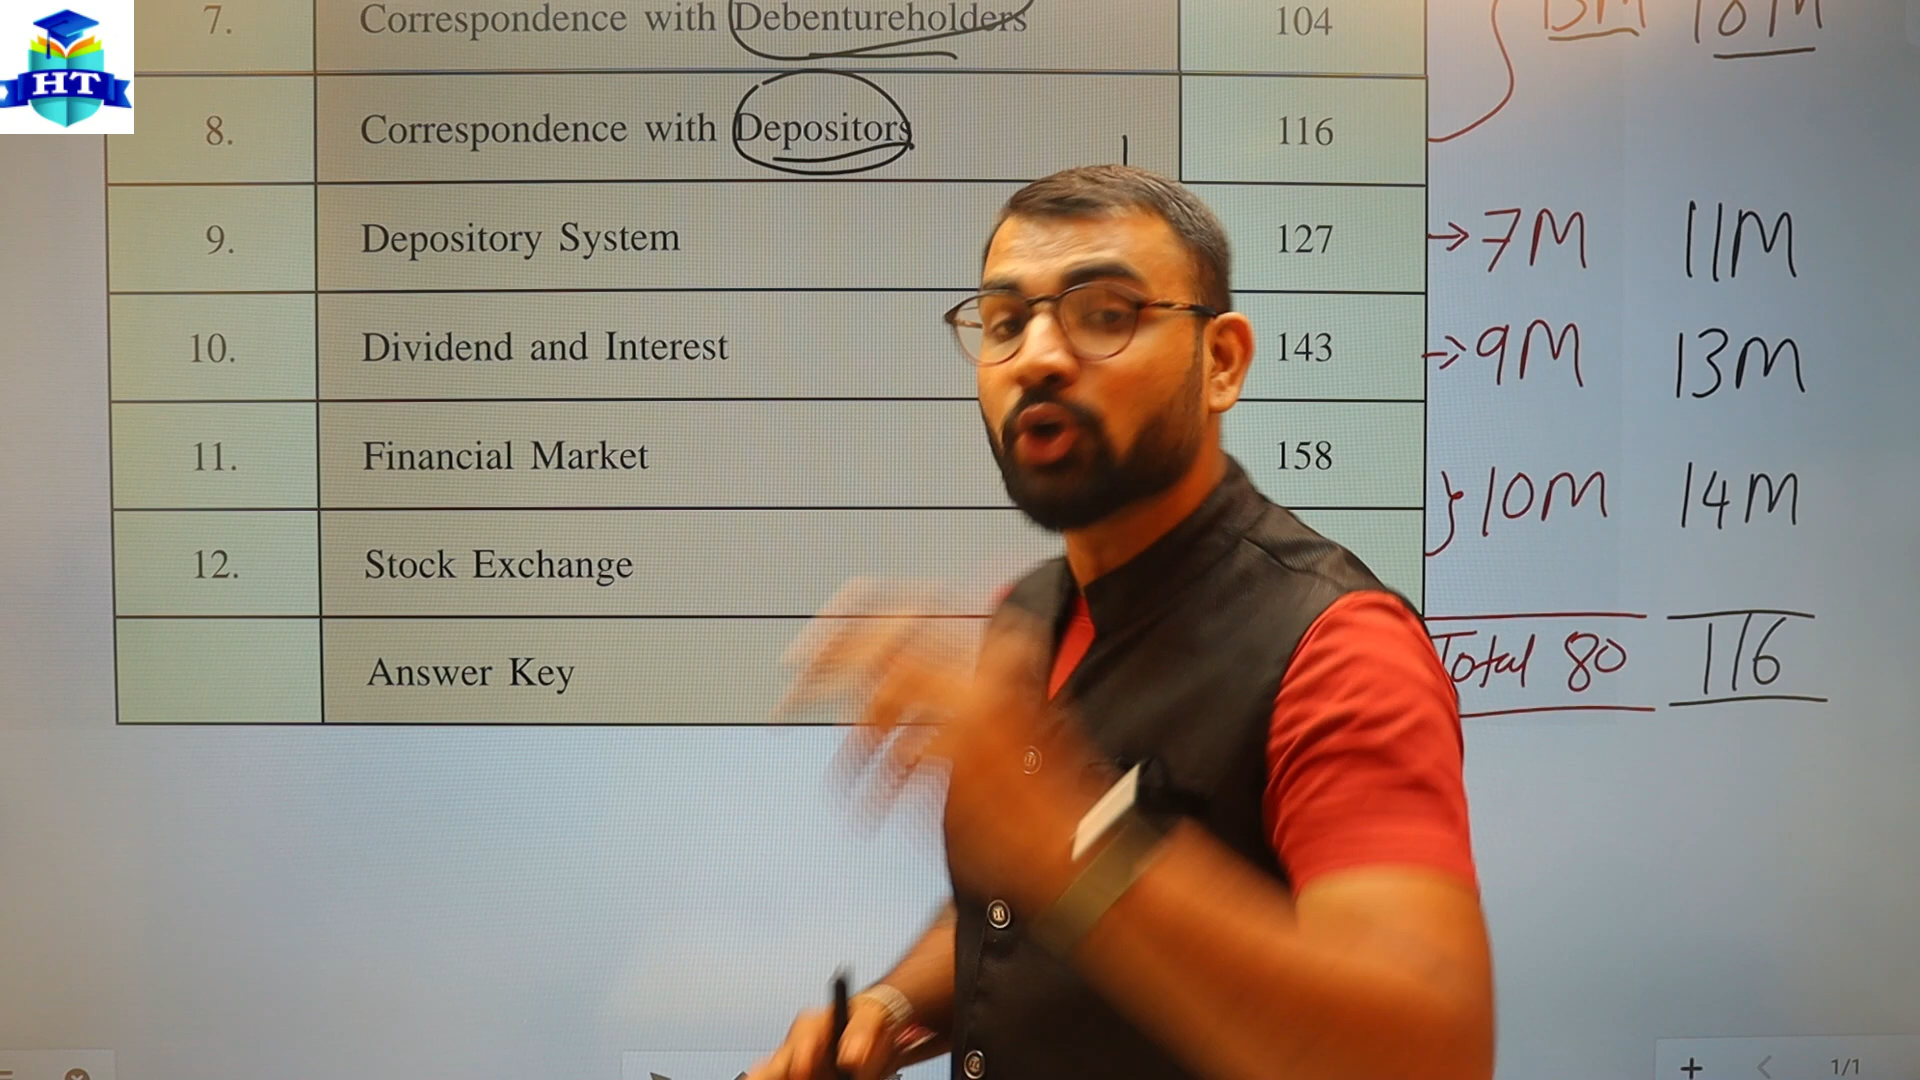 HT
7. Correspondence with Debentureholders 104
8. Correspondence with Depositors 116
9. Depository System 127 → 7M 11M
10. Dividend and Interest 143 → 9M 13M
11. Financial Market 158 } 10M 14M
12. Stock Exchange
Answer Key Total 80 116
1/1